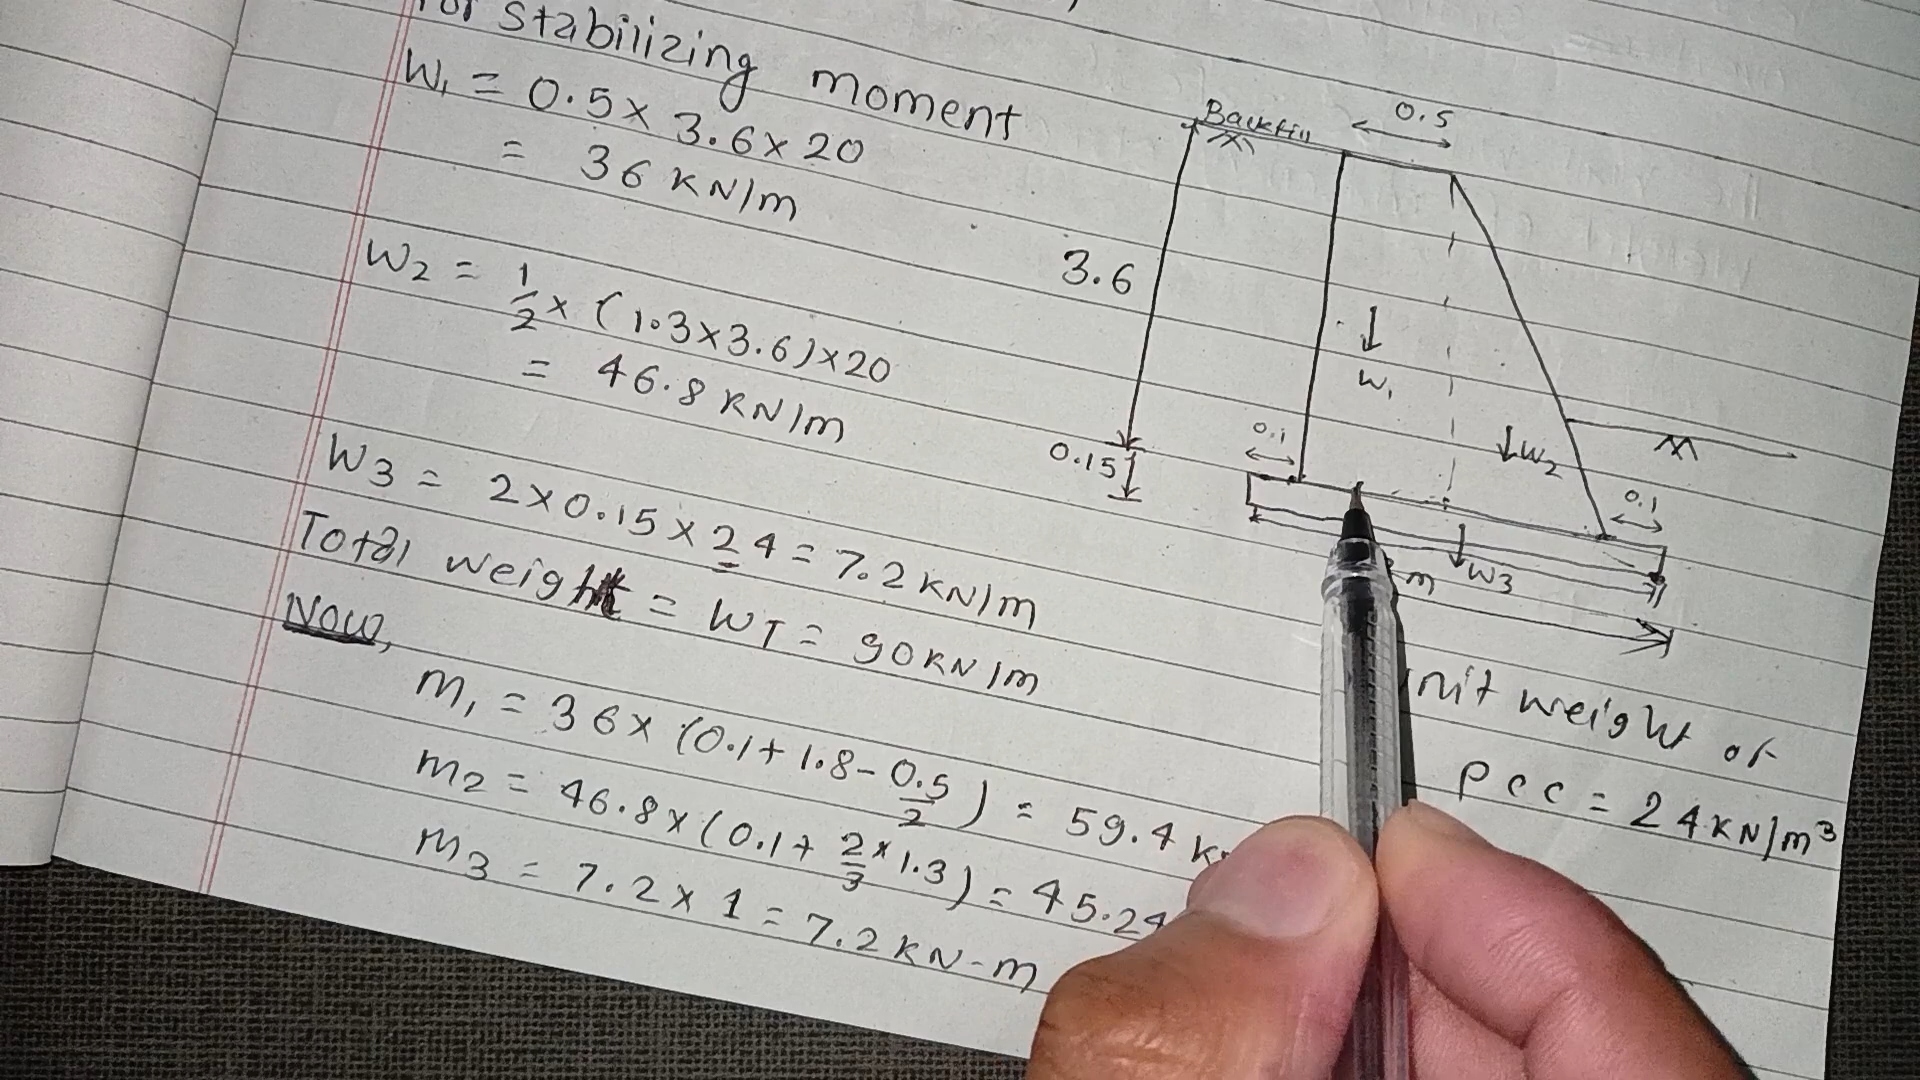 For stabilizing moment
W1 = 0.5 x 3.6 x 20
= 36 KN/m
W2 = 1/2 x (1.3 x 3.6) x 20
= 46.8 KN/m
W3 = 2 x 0.15 x 24 = 7.2 KN/m
Total weight = WT = 90 KN/m
Now,
m1 = 36 x (0.1 + 1.8 - 0.5/2) = 59.4
m2 = 46.8 x (0.1 + 2/3 x 1.3) = 45.24
m3 = 7.2 x 1 = 7.2 KN-m
Backfill
0.5
3.6
W1
0.1
W2
0.15
0.1
m
W3
unit weight of
pcc = 24 KN/m³